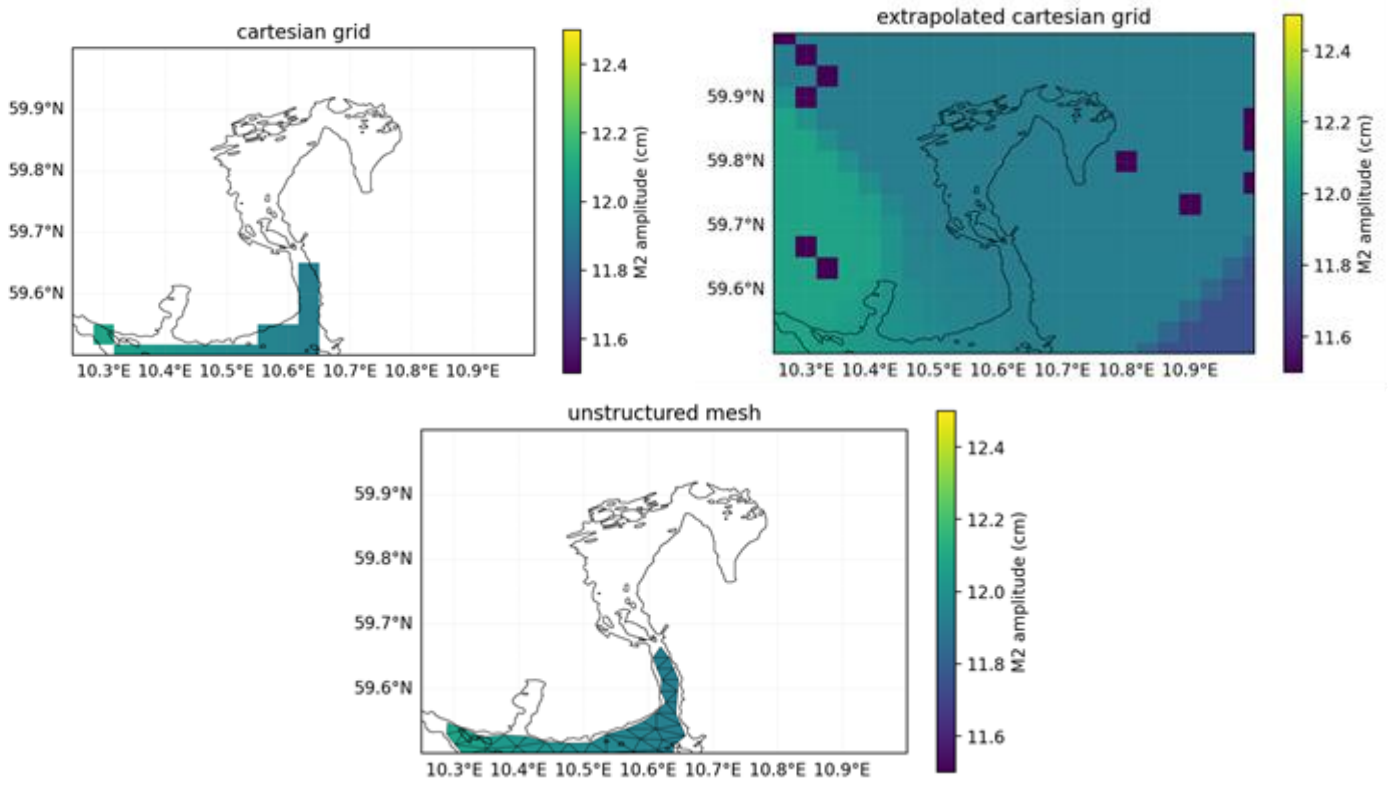 cartesian grid
59.9°N
59.8°N
59.7°N
59.6°N
10.3°E 10.4°E 10.5°E 10.6°E 10.7°E 10.8°E 10.9°E
12.4
12.2
12.0
11.8
11.6
M2 amplitude (cm)
extrapolated cartesian grid
59.9°N
59.8°N
59.7°N
59.6°N
10.3°E 10.4°E 10.5°E 10.6°E 10.7°E 10.8°E 10.9°E
12.4
12.2
12.0
11.8
11.6
M2 amplitude (cm)
unstructured mesh
59.9°N
59.8°N
59.7°N
59.6°N
10.3°E 10.4°E 10.5°E 10.6°E 10.7°E 10.8°E 10.9°E
12.4
12.2
12.0
11.8
11.6
M2 amplitude (cm)